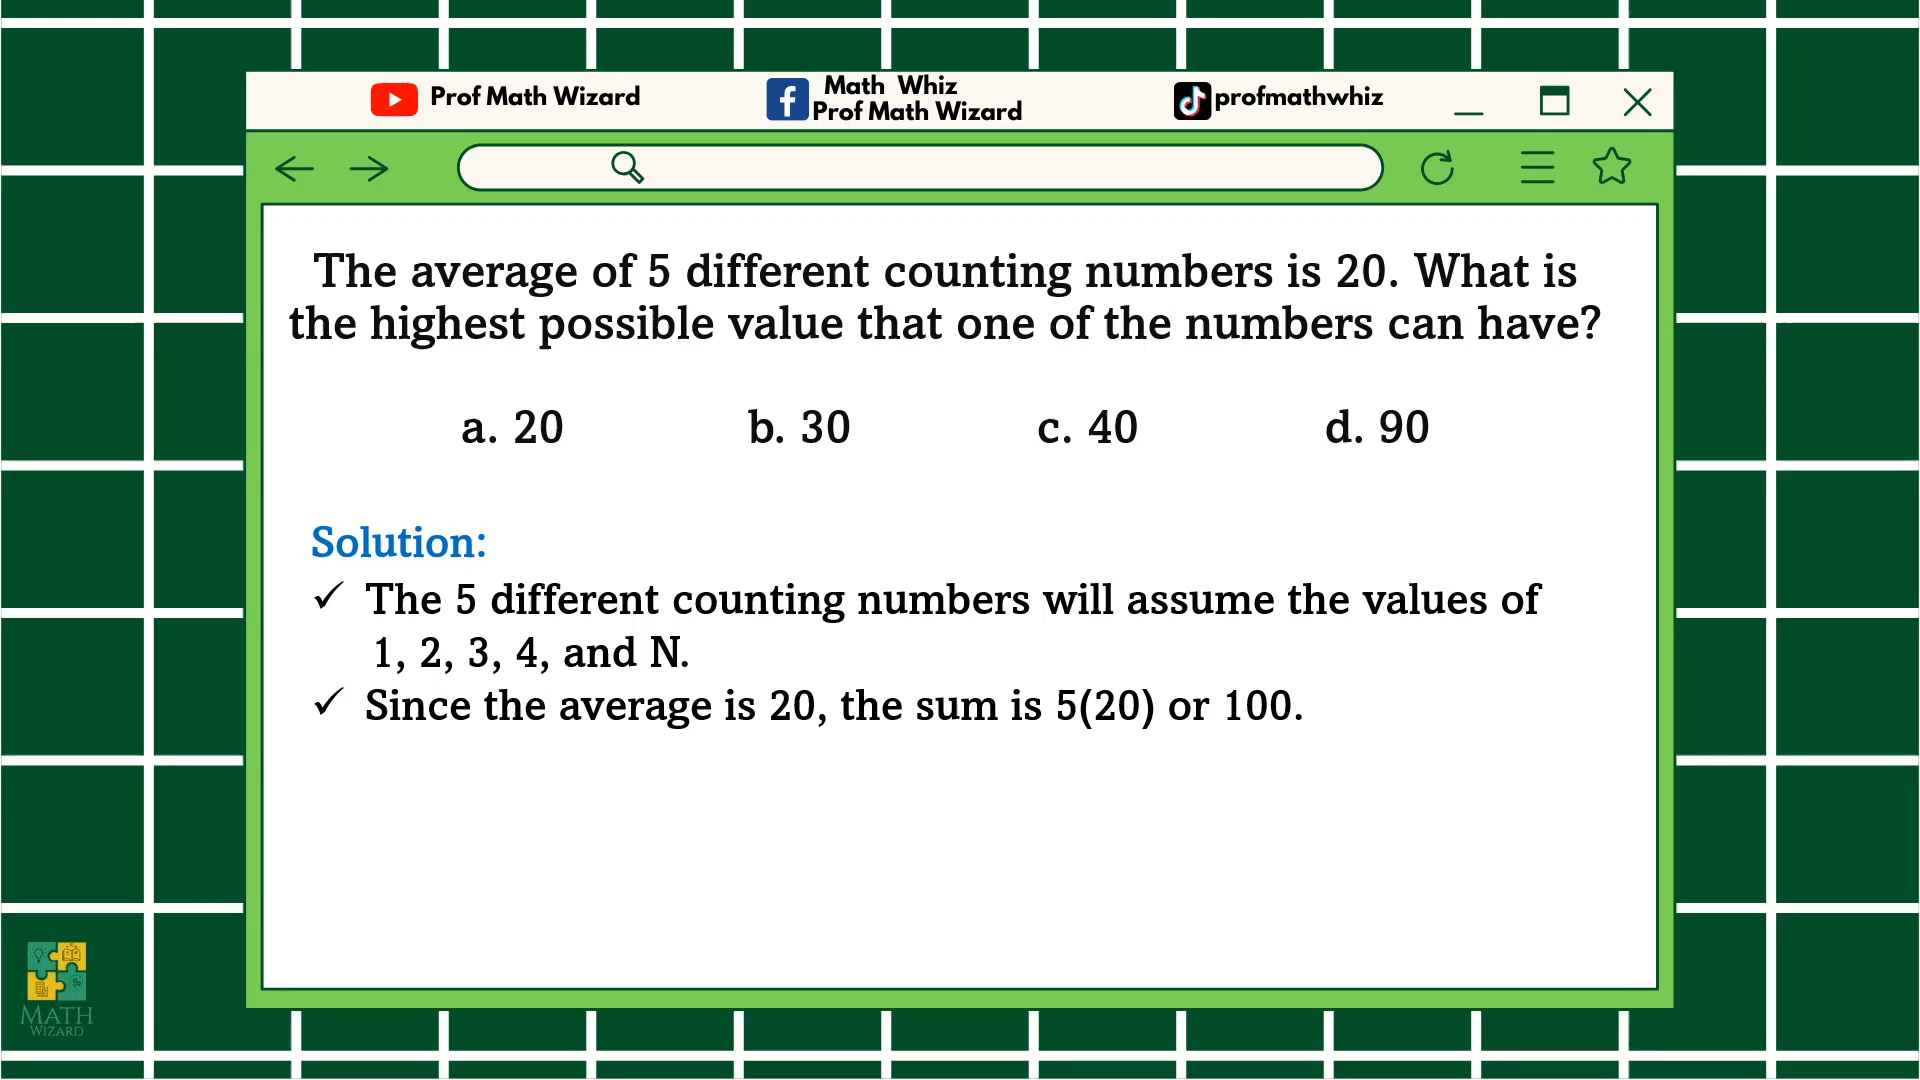 Prof Math Wizard
Math Whiz
Prof Math Wizard
profmathwhiz
The average of 5 different counting numbers is 20. What is
the highest possible value that one of the numbers can have?
a. 20 b. 30 c. 40 d. 90
Solution:
✓ The 5 different counting numbers will assume the values of
1, 2, 3, 4, and N.
✓ Since the average is 20, the sum is 5(20) or 100.
MATH
WIZARD